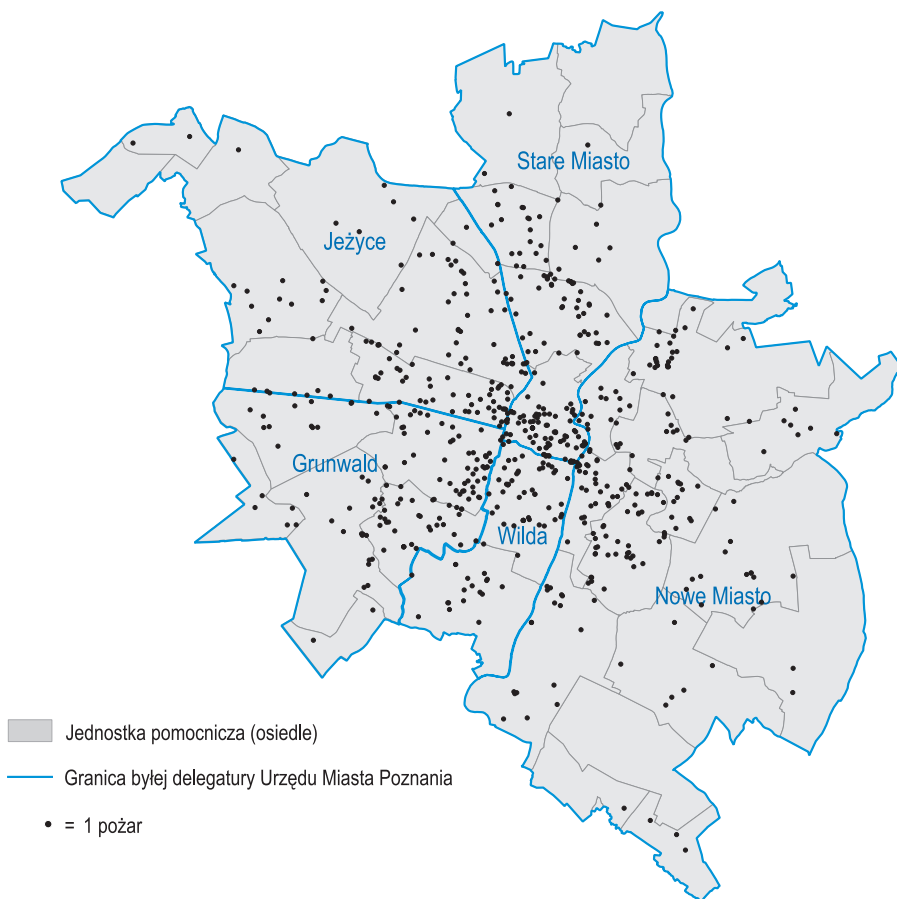 Stare Miasto
Jeżyce
Grunwald
Wilda
Nowe Miasto
Jednostka pomocnicza (osiedle)
Granica byłej delegatury Urzędu Miasta Poznania
• = 1 pożar